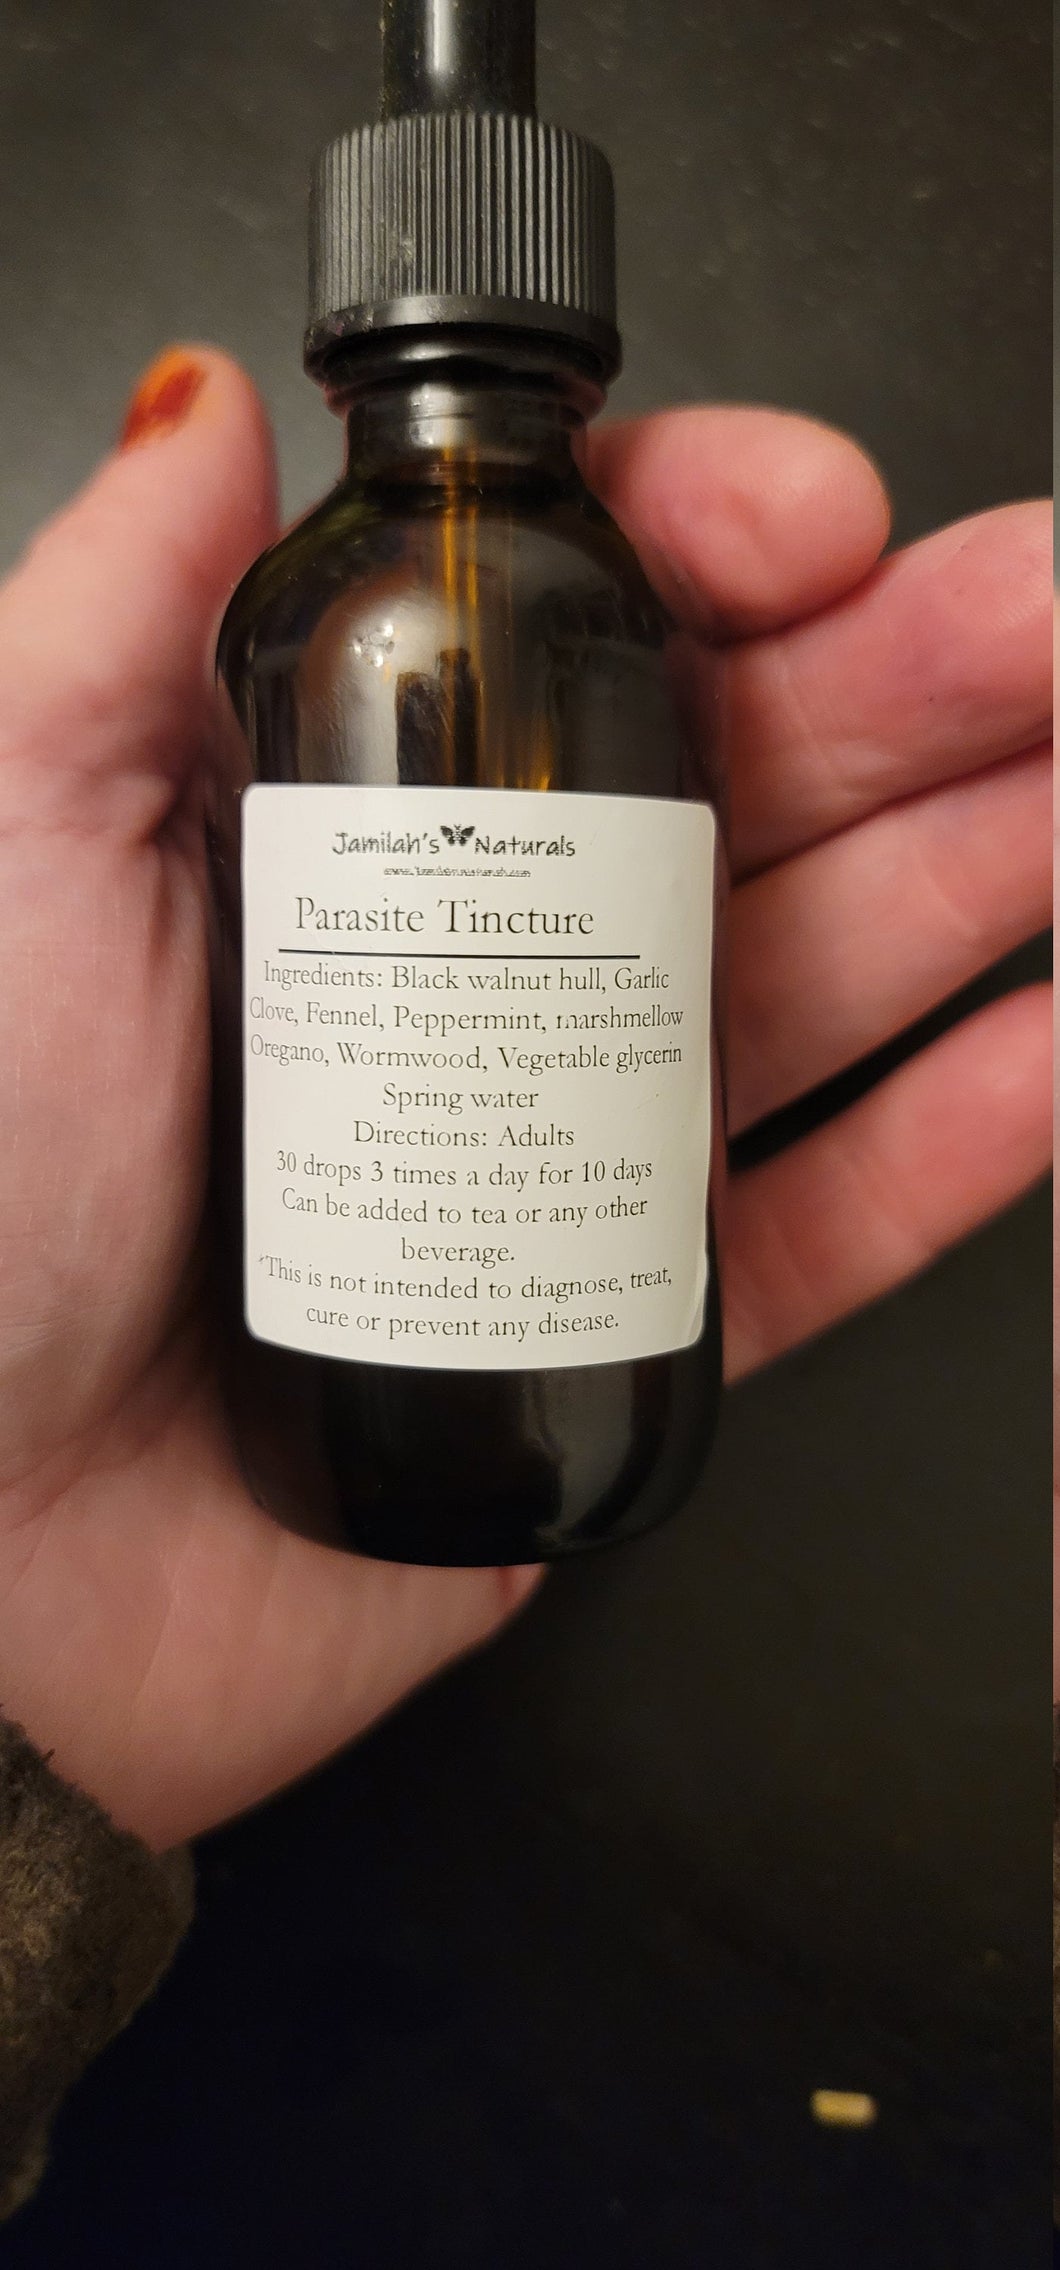 Jamilah's Naturals
Parasite Tincture
Ingredients: Black walnut hull, Garlic
Clove, Fennel, Peppermint, marshmellow
Oregano, Wormwood, Vegetable glycerin
Spring water
Directions: Adults
30 drops 3 times a day for 10 days
Can be added to tea or any other
beverage.
*This is not intended to diagnose, treat,
cure or prevent any disease.